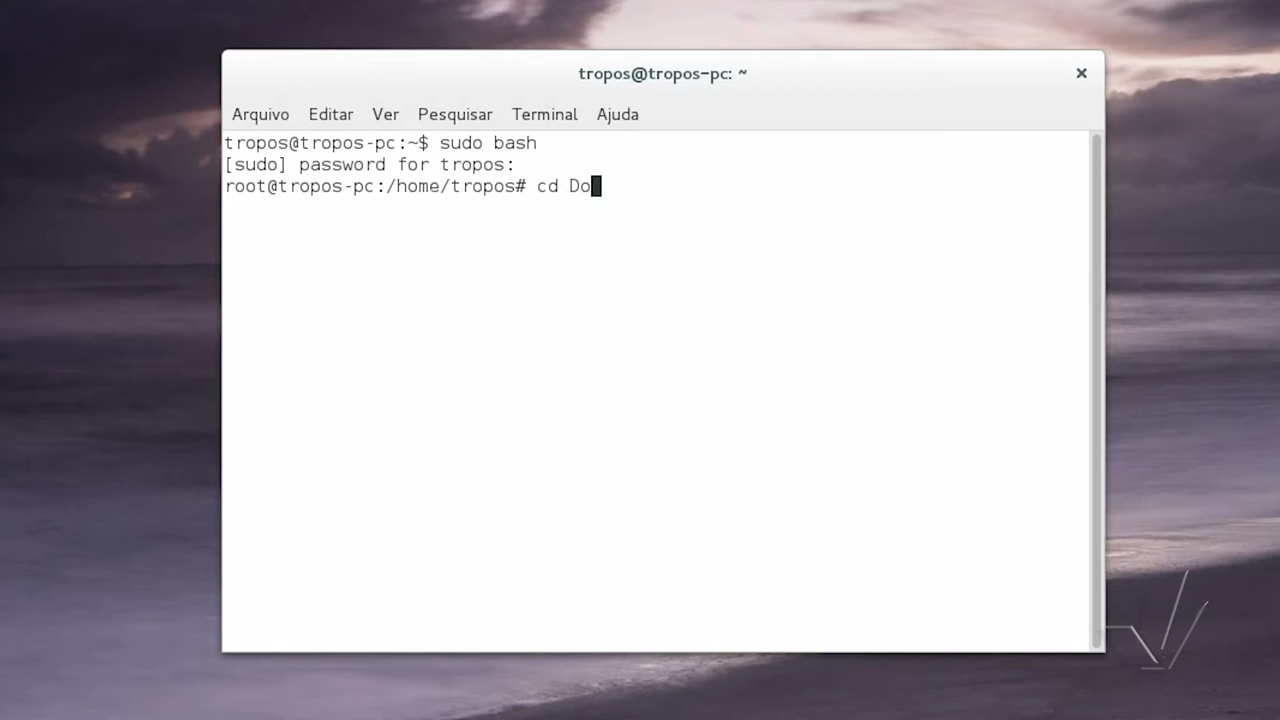 tropos@tropos-pc: ~
Arquivo Editar Ver Pesquisar Terminal Ajuda
tropos@tropos-pc:~$ sudo bash
[sudo] password for tropos:
root@tropos-pc:/home/tropos# cd Do